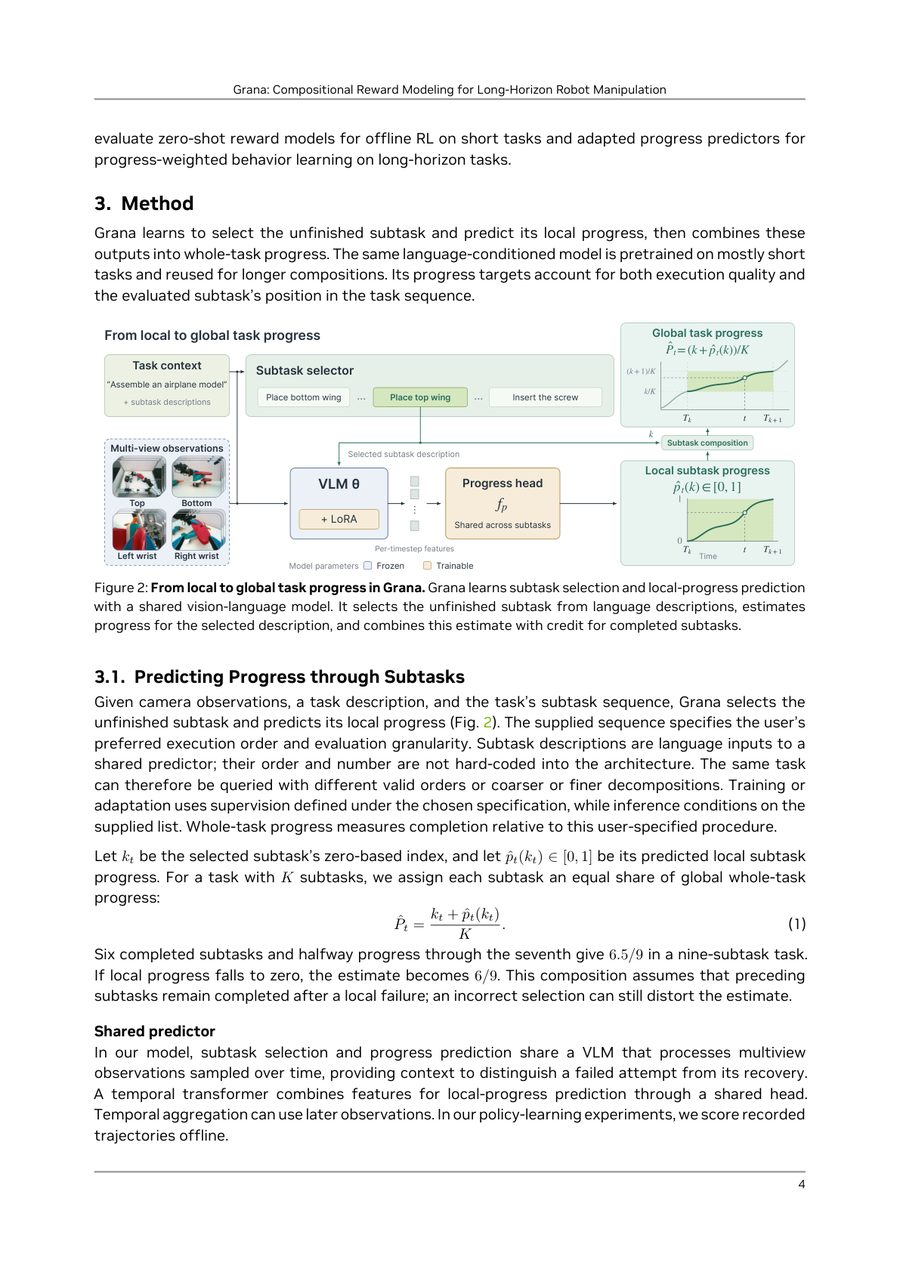 Grana: Compositional Reward Modeling for Long-Horizon Robot Manipulation
evaluate zero-shot reward models for offline RL on short tasks and adapted progress predictors for
progress-weighted behavior learning on long-horizon tasks.
3. Method
Grana learns to select the unfinished subtask and predict its local progress, then combines these
outputs into whole-task progress. The same language-conditioned model is pretrained on mostly short
tasks and reused for longer compositions. Its progress targets account for both execution quality and
the evaluated subtask's position in the task sequence.
From local to global task progress
Task context
"Assemble an airplane model"
+ subtask descriptions
Subtask selector
Place bottom wing
...
Place top wing
...
Insert the screw
Global task progress
P̂_t = (k + p̂_t(k))/K
(k+1)/K
k/K
T_k
t
T_{k+1}
k
Subtask composition
Selected subtask description
Multi-view observations
Top
Bottom
Left wrist
Right wrist
VLM θ
+ LoRA
⋮
Per-timestep features
Progress head
f_p
Shared across subtasks
Local subtask progress
p̂_t(k) ∈ [0, 1]
1
0
T_k
t
T_{k+1}
Time
Model parameters
Frozen
Trainable
Figure 2: From local to global task progress in Grana. Grana learns subtask selection and local-progress prediction
with a shared vision-language model. It selects the unfinished subtask from language descriptions, estimates
progress for the selected description, and combines this estimate with credit for completed subtasks.
3.1. Predicting Progress through Subtasks
Given camera observations, a task description, and the task's subtask sequence, Grana selects the
unfinished subtask and predicts its local progress (Fig. 2). The supplied sequence specifies the user's
preferred execution order and evaluation granularity. Subtask descriptions are language inputs to a
shared predictor; their order and number are not hard-coded into the architecture. The same task
can therefore be queried with different valid orders or coarser or finer decompositions. Training or
adaptation uses supervision defined under the chosen specification, while inference conditions on the
supplied list. Whole-task progress measures completion relative to this user-specified procedure.
Let k_t be the selected subtask's zero-based index, and let p̂_t(k_t) ∈ [0, 1] be its predicted local subtask
progress. For a task with K subtasks, we assign each subtask an equal share of global whole-task
progress:
P̂_t = (k_t + p̂_t(k_t))/K. (1)
Six completed subtasks and halfway progress through the seventh give 6.5/9 in a nine-subtask task.
If local progress falls to zero, the estimate becomes 6/9. This composition assumes that preceding
subtasks remain completed after a local failure; an incorrect selection can still distort the estimate.
Shared predictor
In our model, subtask selection and progress prediction share a VLM that processes multiview
observations sampled over time, providing context to distinguish a failed attempt from its recovery.
A temporal transformer combines features for local-progress prediction through a shared head.
Temporal aggregation can use later observations. In our policy-learning experiments, we score recorded
trajectories offline.
4